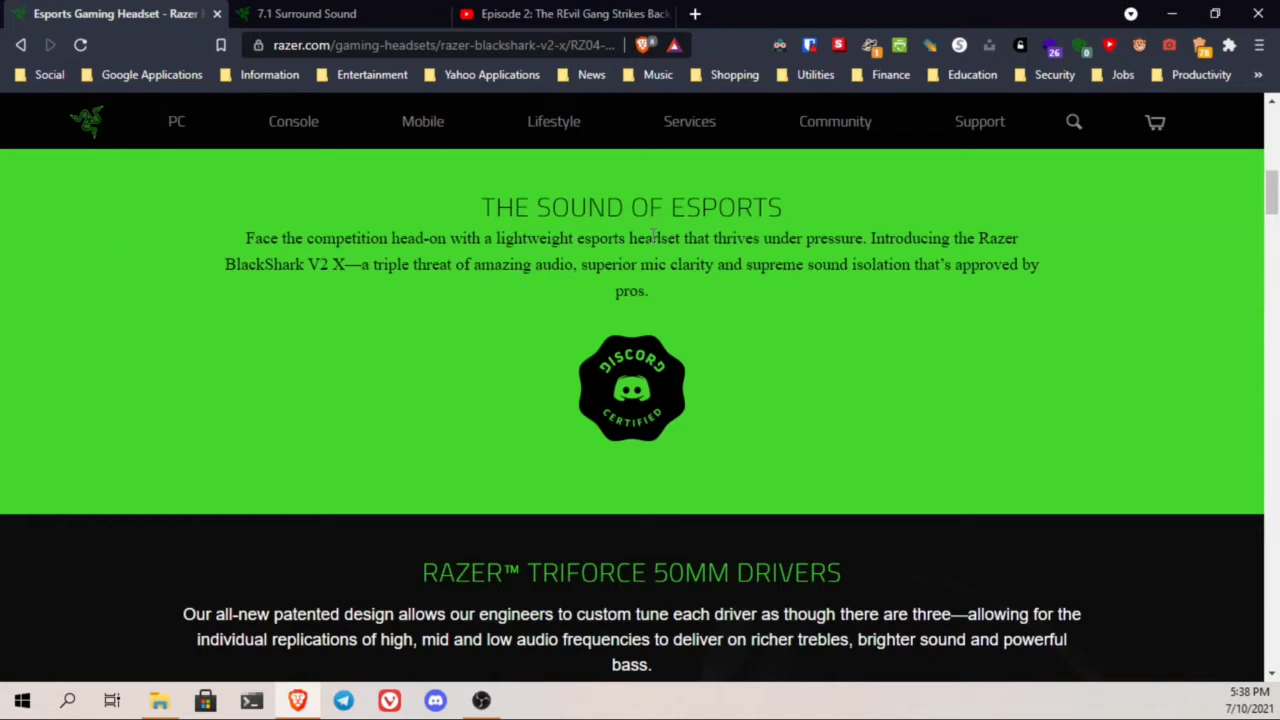 Esports Gaming Headset - Razer
7.1 Surround Sound
Episode 2: The REvil Gang Strikes Back
razer.com/gaming-headsets/razer-blackshark-v2-x/RZ04-...
1
26
0
78
Social
Google Applications
Information
Entertainment
Yahoo Applications
News
Music
Shopping
Utilities
Finance
Education
Security
Jobs
Productivity
»
PC
Console
Mobile
Lifestyle
Services
Community
Support
THE SOUND OF ESPORTS
Face the competition head-on with a lightweight esports headset that thrives under pressure. Introducing the Razer
BlackShark V2 X—a triple threat of amazing audio, superior mic clarity and supreme sound isolation that’s approved by
pros.
DISCORD
CERTIFIED
RAZER™ TRIFORCE 50MM DRIVERS
Our all-new patented design allows our engineers to custom tune each driver as though there are three—allowing for the
individual replications of high, mid and low audio frequencies to deliver on richer trebles, brighter sound and powerful
bass.
5:38 PM
7/10/2021